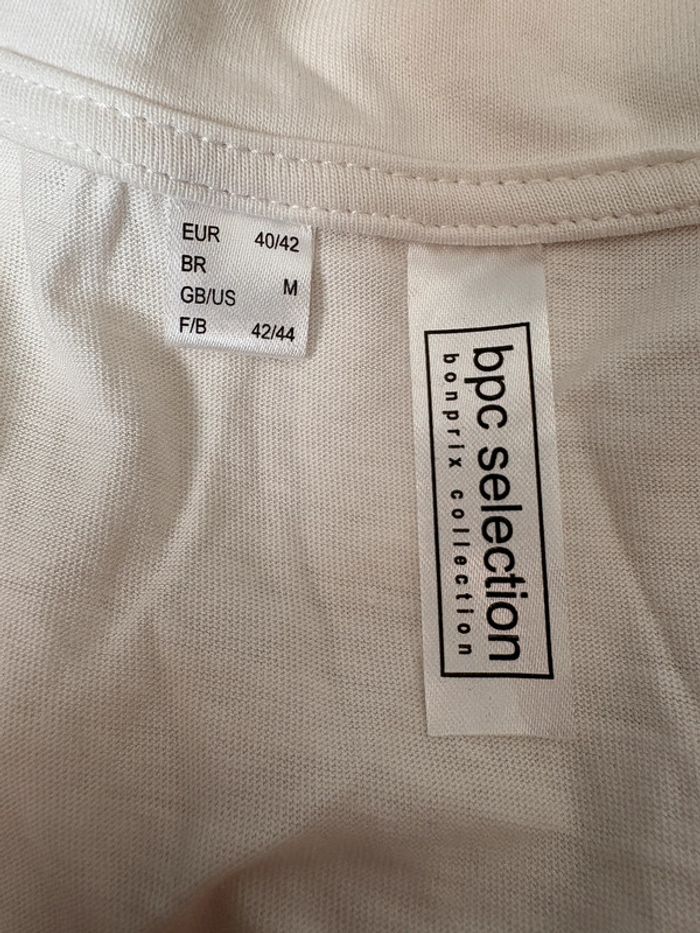 EUR 40/42
BR
GB/US M
F/B 42/44
bpc selection
bonprix collection